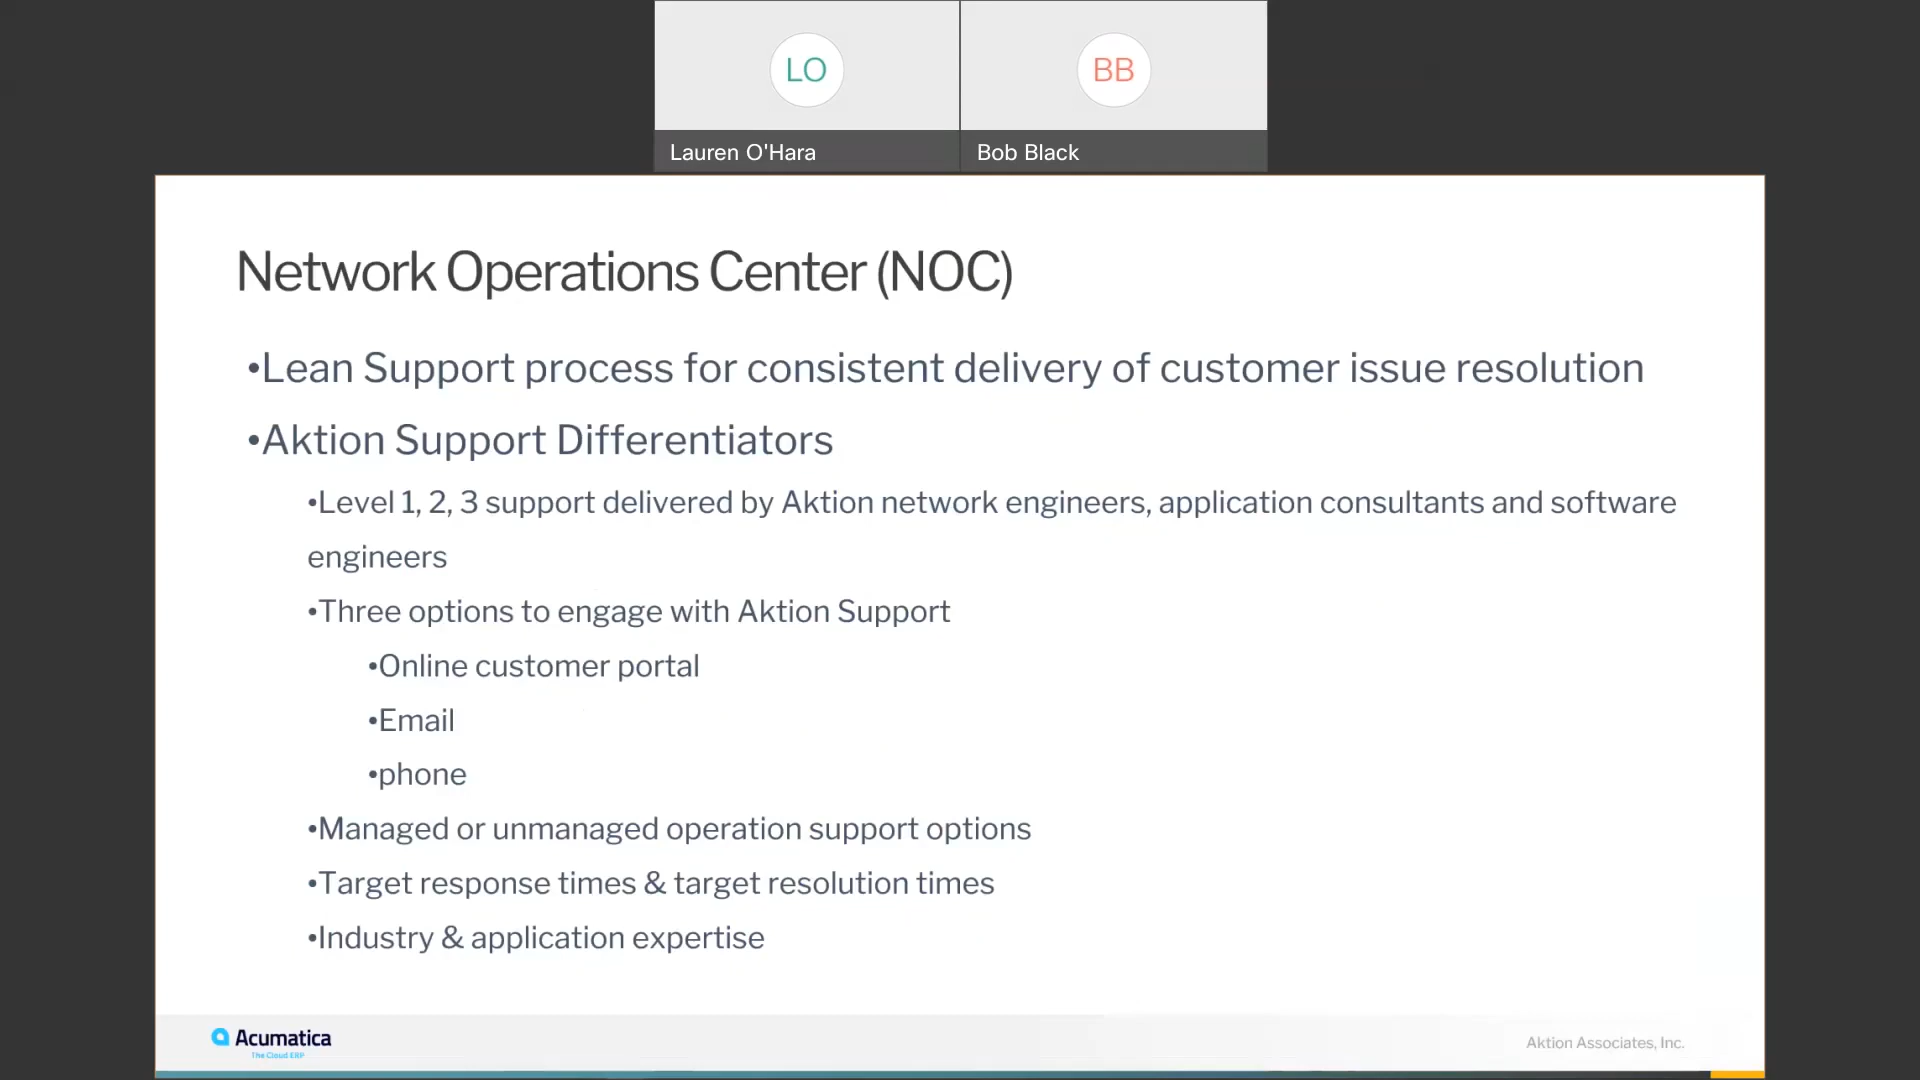 LO
BB
Lauren O'Hara
Bob Black
Network Operations Center (NOC)
•Lean Support process for consistent delivery of customer issue resolution
•Aktion Support Differentiators
•Level 1, 2, 3 support delivered by Aktion network engineers, application consultants and software
engineers
•Three options to engage with Aktion Support
•Online customer portal
•Email
•phone
•Managed or unmanaged operation support options
•Target response times & target resolution times
•Industry & application expertise
Acumatica
The Cloud ERP
Aktion Associates, Inc.